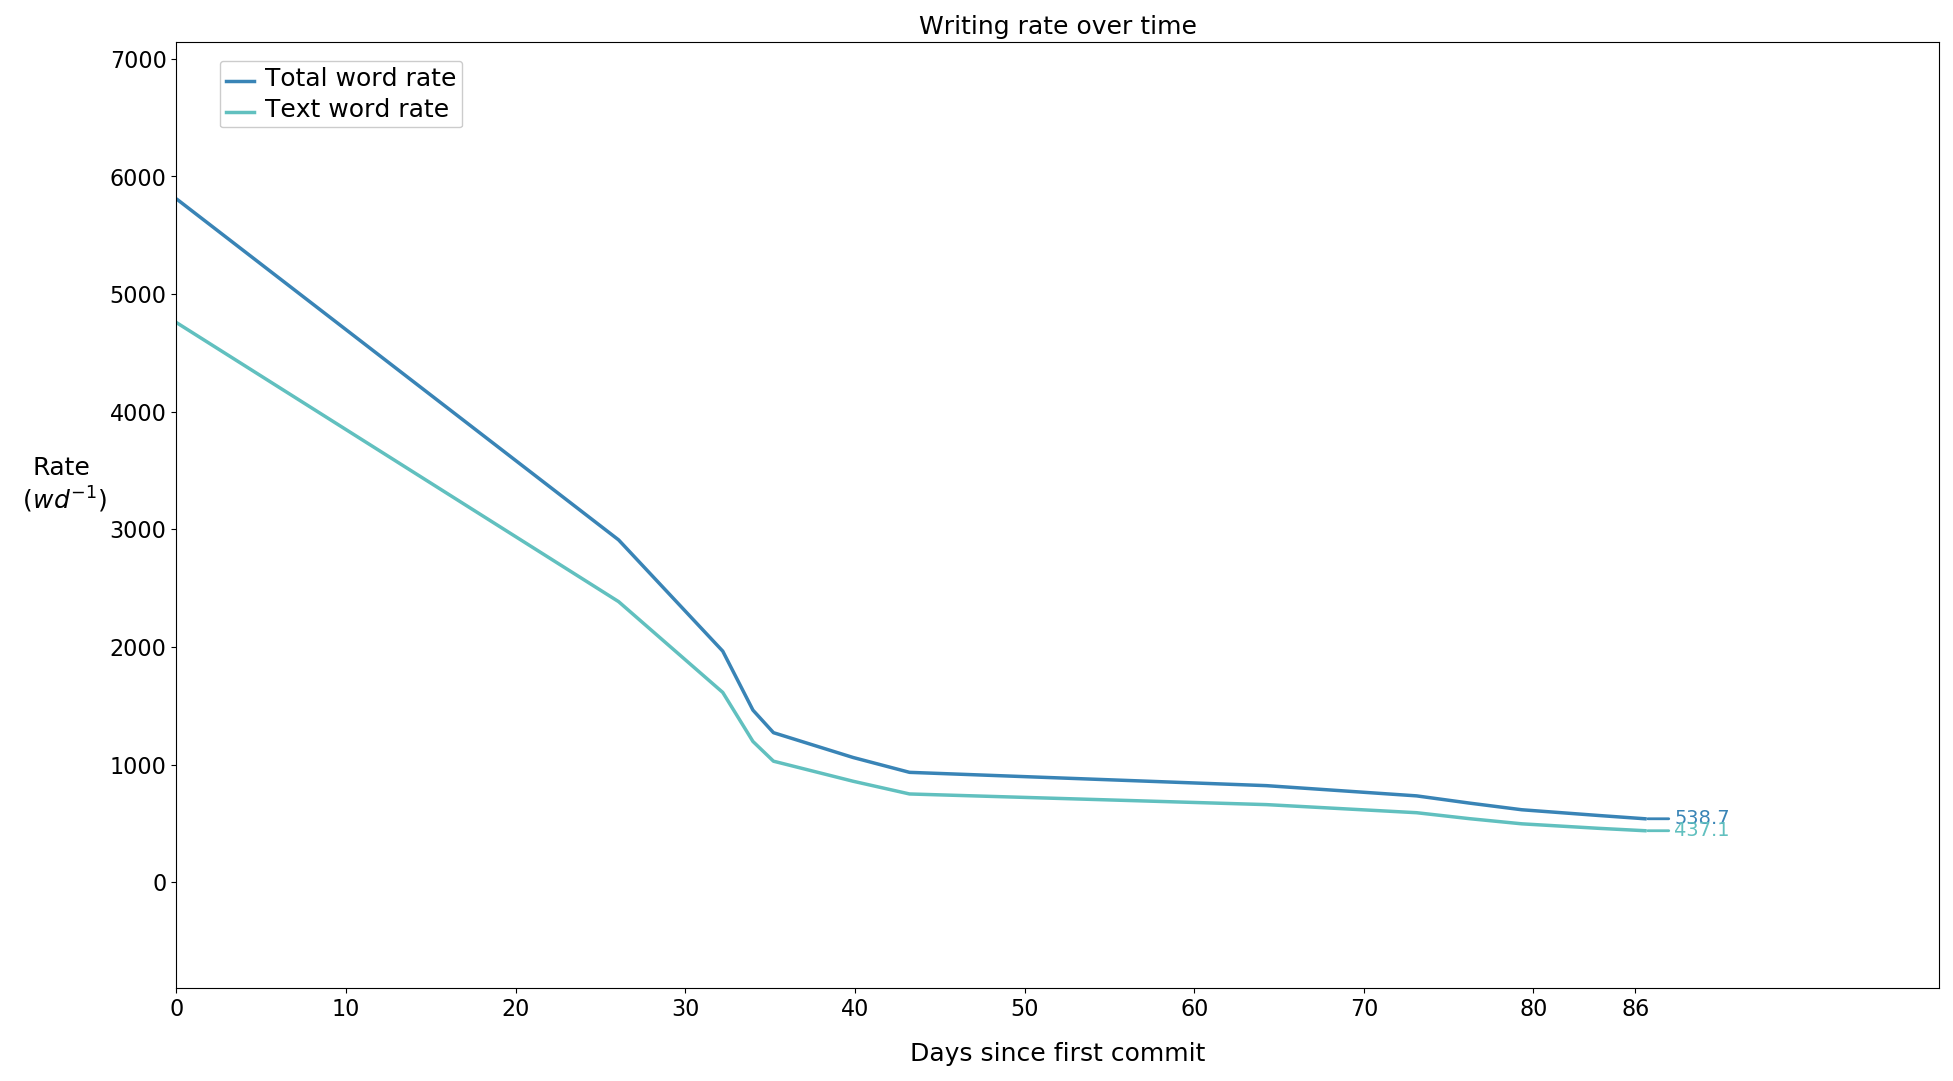 Writing rate over time
7000
Total word rate
Text word rate
6000
5000
4000
Rate
(wd⁻¹)
3000
2000
1000
538.7
437.1
0
0 10 20 30 40 50 60 70 80 86
Days since first commit